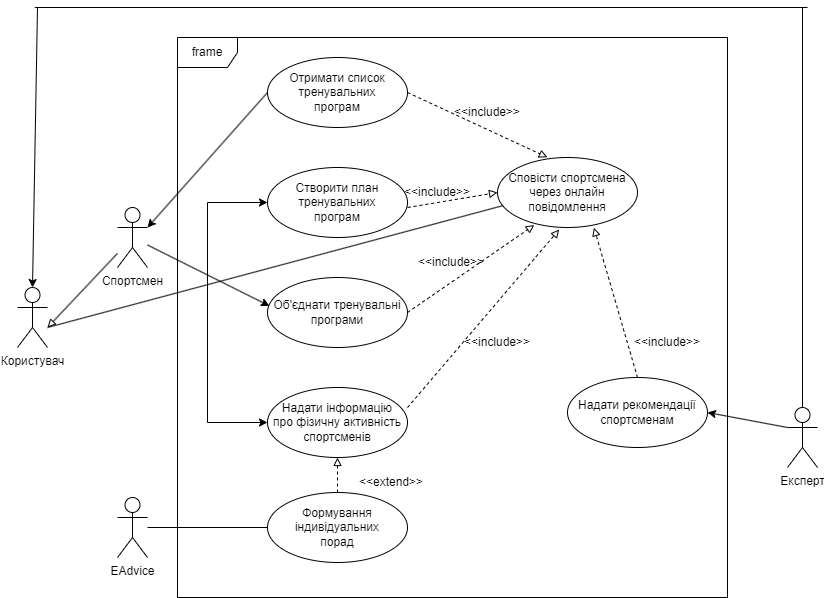 frame
Отримати список
тренувальних
програм
<<include>>
Створити план
тренувальних
програм
<<include>>
Сповісти спортсмена
через онлайн
повідомлення
Спортсмен
<<include>>
Об'єднати тренувальні
програми
Користувач
<<include>>
<<include>>
Надати інформацію
про фізичну активність
спортсменів
Надати рекомендації
спортсменам
Експерт
<<extend>>
Формування
індивідуальних
порад
EAdvice